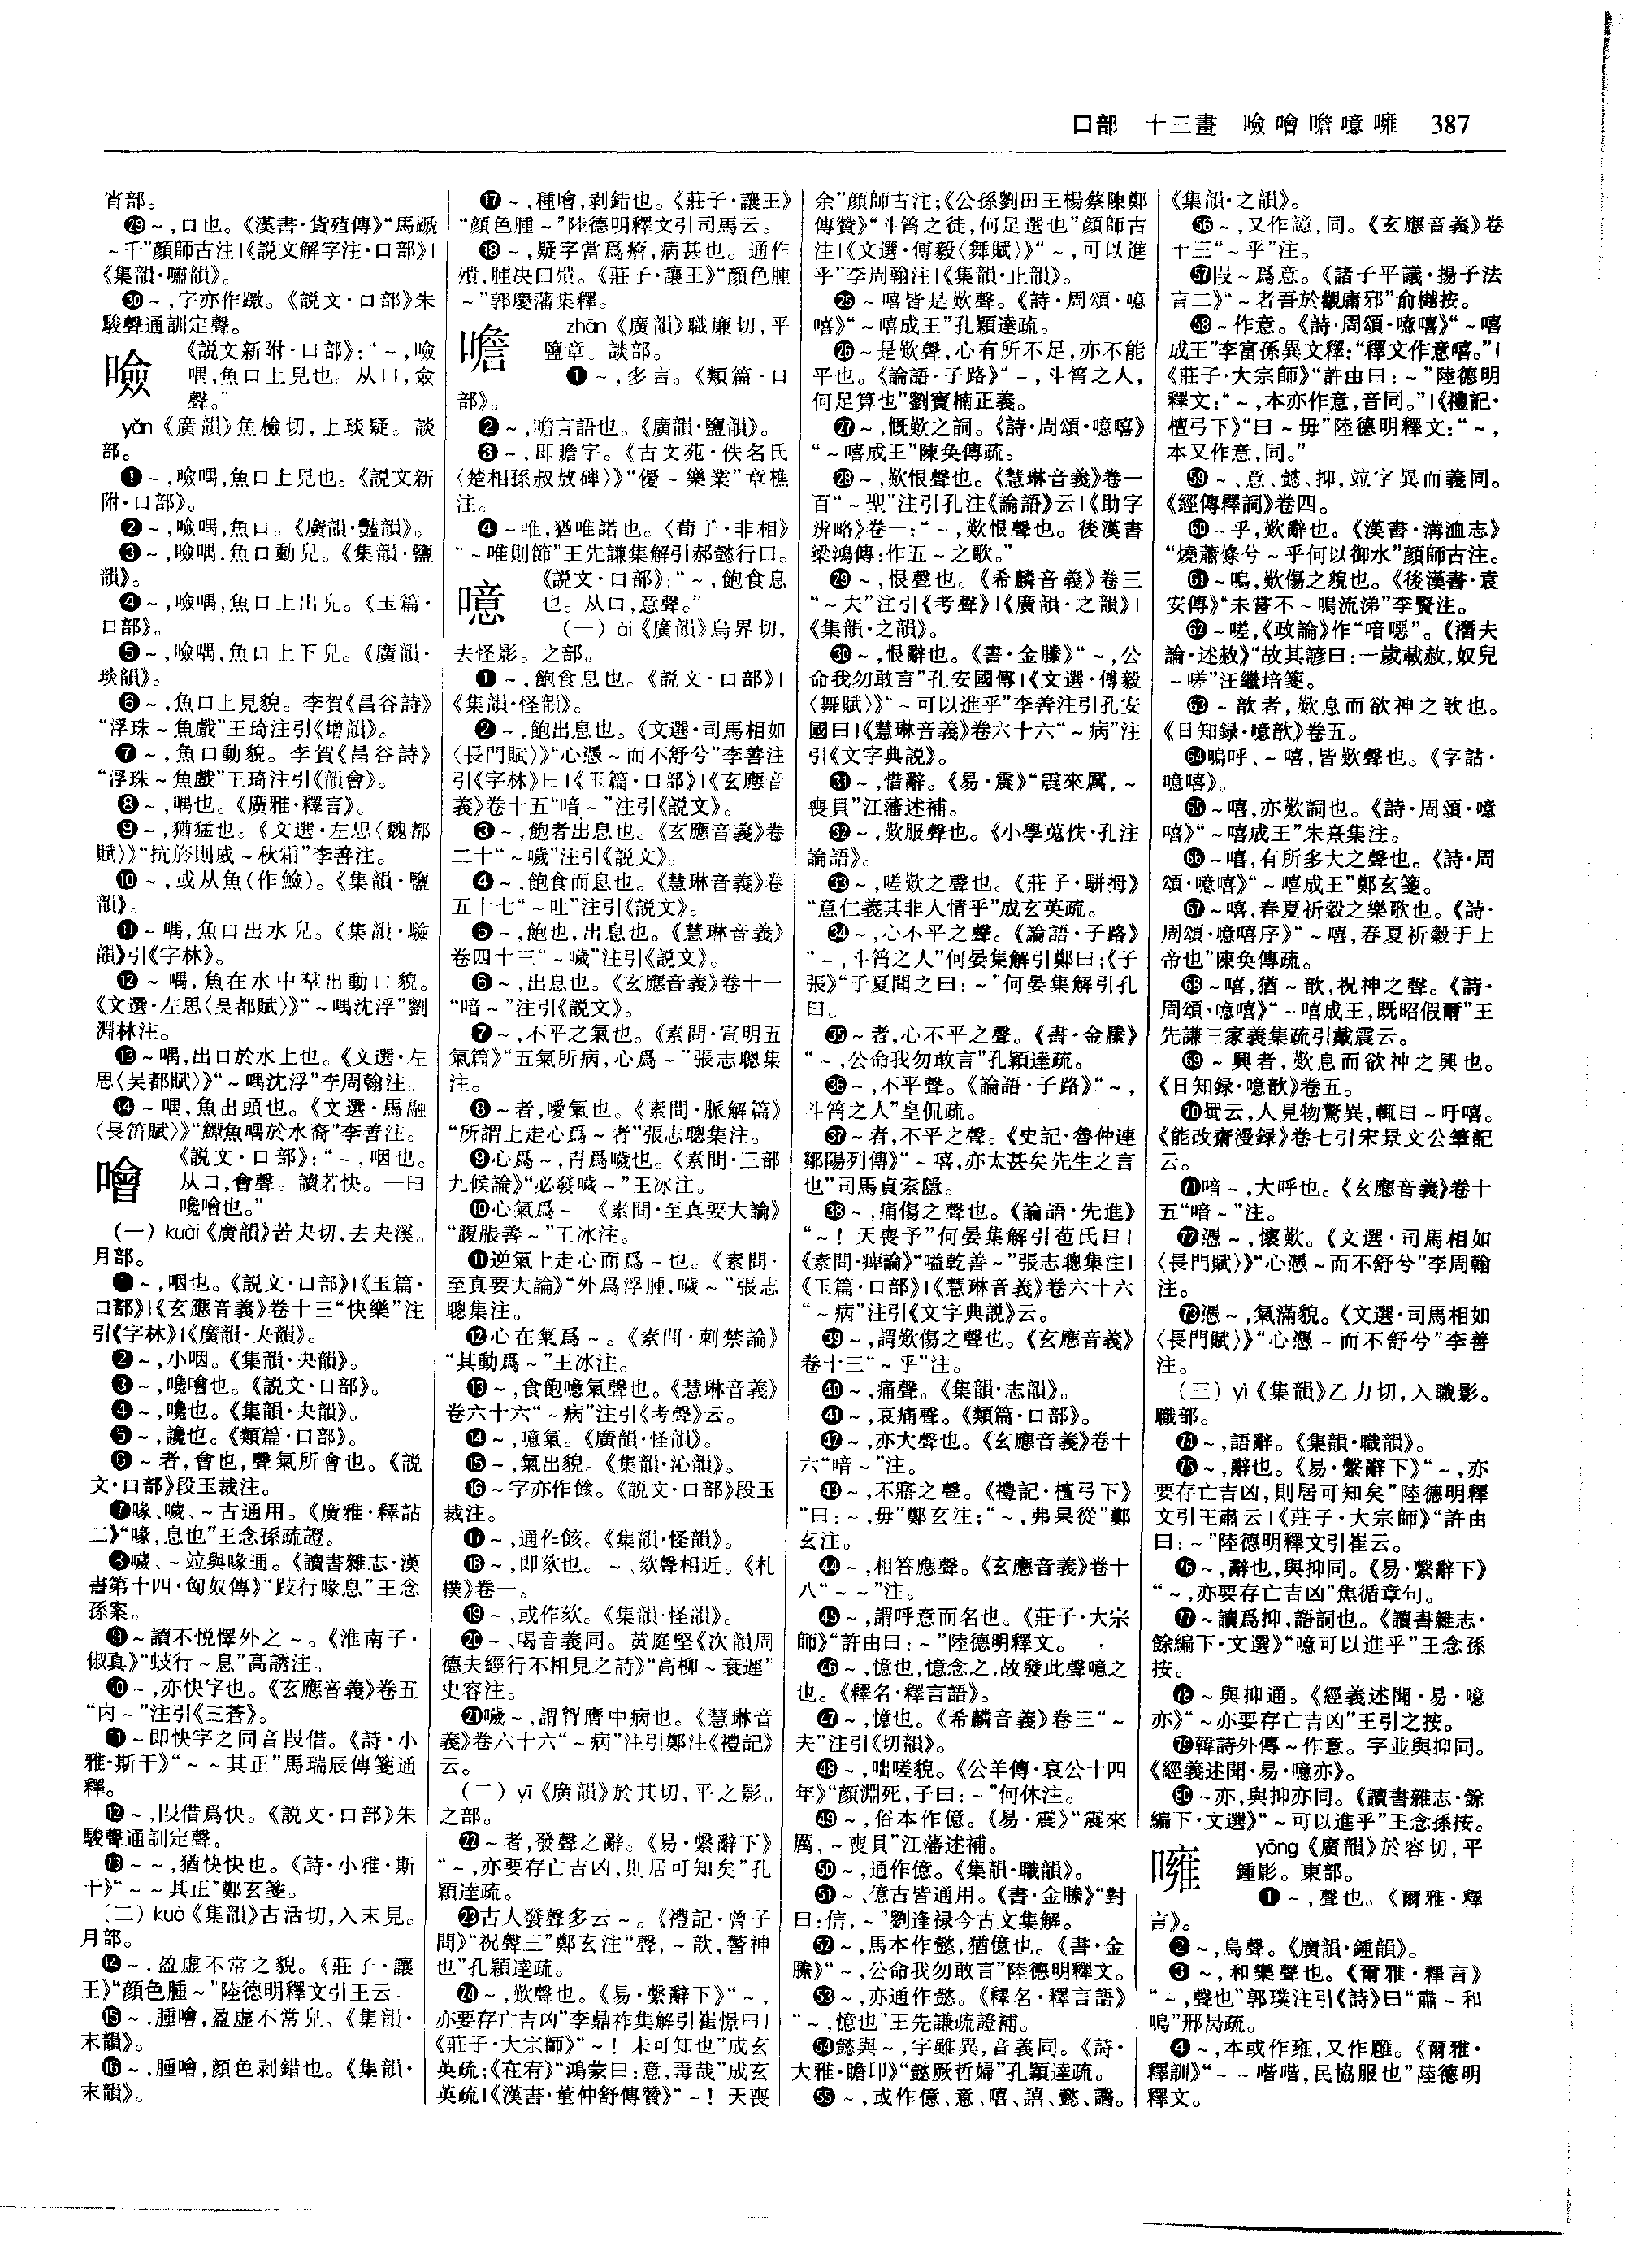 口部 十三畫 噞噲噡噫噰 387
宵部。
㉙~,口也。《漢書·貨殖傳》“馬蹶
~千”顏師古注|《説文解字注·口部》|
《集韻·嘯韻》。
㉚~,字亦作躈。《説文·口部》朱
駿聲通訓定聲。
噞 《説文新附·口部》:“~,噞
喁,魚口上見也。从口,僉
聲。”
yǎn《廣韻》魚檢切,上琰疑。談
部。
❶~,噞喁,魚口上見也。《説文新
附·口部》。
❷~,噞喁,魚口。《廣韻·豔韻》。
❸~,噞喁,魚口動皃。《集韻·鹽
韻》。
❹~,噞喁,魚口上出皃。《玉篇·
口部》。
❺~,噞喁,魚口上下皃。《廣韻·
琰韻》。
❻~,魚口上見貌。李賀《昌谷詩》
“浮珠~魚戲”王琦注引《增韻》。
❼~,魚口動貌。李賀《昌谷詩》
“浮珠~魚戲”王琦注引《韻會》。
❽~,喁也。《廣雅·釋言》。
❾~,猶猛也。《文選·左思〈魏都
賦〉》“抗旍則威~秋霜”李善注。
❿~,或从魚(作鹼)。《集韻·鹽
韻》。
⓫~喁,魚口出水皃。《集韻·驗
韻》引《字林》。
⓬~喁,魚在水中羣出動口貌。
《文選·左思〈吴都賦〉》“~喁沈浮”劉
淵林注。
⓭~喁,出口於水上也。《文選·左
思〈吴都賦〉》“~喁沈浮”李周翰注。
⓮~喁,魚出頭也。《文選·馬融
〈長笛賦〉》“鱏魚喁於水裔”李善注。
噲 《説文·口部》:“~,咽也。
从口,會聲。讀若快。一曰
嚵噲也。”
(一)kuài《廣韻》苦夬切,去夬溪。
月部。
❶~,咽也。《説文·口部》|《玉篇·
口部》|《玄應音義》卷十三“快樂”注
引《字林》|《廣韻·夬韻》。
❷~,小咽。《集韻·夬韻》。
❸~,嚵噲也。《説文·口部》。
❹~,嚵也。《集韻·夬韻》。
❺~,讒也。《類篇·口部》。
❻~者,會也,聲氣所會也。《説
文·口部》段玉裁注。
❼喙、噦、~古通用。《廣雅·釋詁
二》“喙,息也”王念孫疏證。
❽噦、~竝與喙通。《讀書雜志·漢
書第十四·匈奴傳》“跂行喙息”王念
孫案。
❾~讀不悦懌外之~。《淮南子·
俶真》“蚑行~息”高誘注。
❿~,亦快字也。《玄應音義》卷五
“内~”注引《三蒼》。
⓫~即快字之同音叚借。《詩·小
雅·斯干》“~~其正”馬瑞辰傳箋通
釋。
⓬~,叚借爲快。《説文·口部》朱
駿聲通訓定聲。
⓭~~,猶快快也。《詩·小雅·斯
干》“~~其正”鄭玄箋。
(二)kuò《集韻》古活切,入末見。
月部。
⓮~,盈虚不常之貌。《莊子·讓
王》“顏色腫~”陸德明釋文引王云。
⓯~,腫噲,盈虚不常皃。《集韻·
末韻》。
⓰~,腫噲,顏色剥錯也。《集韻·
末韻》。
⓱~,種噲,剥錯也。《莊子·讓王》
“顏色腫~”陸德明釋文引司馬云。
⓲~,疑字當爲㿉,病甚也。通作
殨,腫决曰殨。《莊子·讓王》“顏色腫
~”郭慶藩集釋。
噡 zhān《廣韻》職廉切,平
鹽章。談部。
❶~,多言。《類篇·口
部》。
❷~,噡言語也。《廣韻·鹽韻》。
❸~,即膽字。《古文苑·佚名氏
〈楚相孫叔敖碑〉》“優~樂業”章樵
注。
❹~唯,猶唯諾也。《荀子·非相》
“~唯則節”王先謙集解引郝懿行曰。
噫 《説文·口部》:“~,飽食息
也。从口,意聲。”
(一)ài《廣韻》烏界切,
去怪影。之部。
❶~,飽食息也。《説文·口部》|
《集韻·怪韻》。
❷~,飽出息也。《文選·司馬相如
〈長門賦〉》“心憑~而不舒兮”李善注
引《字林》曰|《玉篇·口部》|《玄應音
義》卷十五“喑~”注引《説文》。
❸~,飽者出息也。《玄應音義》卷
二十“~噦”注引《説文》。
❹~,飽食而息也。《慧琳音義》卷
五十七“~吐”注引《説文》。
❺~,飽也,出息也。《慧琳音義》
卷四十三“~噦”注引《説文》。
❻~,出息也。《玄應音義》卷十一
“喑~”注引《説文》。
❼~,不平之氣也。《素問·宣明五
氣篇》“五氣所病,心爲~”張志聰集
注。
❽~者,噯氣也。《素問·脈解篇》
“所謂上走心爲~者”張志聰集注。
❾心爲~,胃爲噦也。《素問·三部
九候論》“必發噦~”王冰注。
❿心氣爲~。《素問·至真要大論》
“腹脹善~”王冰注。
⓫逆氣上走心而爲~也。《素問·
至真要大論》“外爲浮腫,噦~”張志
聰集注。
⓬心在氣爲~。《素問·刺禁論》
“其動爲~”王冰注。
⓭~,食飽噫氣聲也。《慧琳音義》
卷六十六“~病”注引《考聲》云。
⓮~,噫氣。《廣韻·怪韻》。
⓯~,氣出貌。《集韻·沁韻》。
⓰~字亦作餩。《説文·口部》段玉
裁注。
⓱~,通作餩。《集韻·怪韻》。
⓲~,即欬也。~、欬聲相近。《札
樸》卷一。
⓳~,或作欬。《集韻·怪韻》。
⓴~、喝音義同。黄庭堅《次韻周
德夫經行不相見之詩》“高柳~衰遲”
史容注。
㉑噦~,謂胷膺中病也。《慧琳音
義》卷六十六“~病”注引鄭注《禮記》
云。
(二)yī《廣韻》於其切,平之影。
之部。
㉒~者,發聲之辭。《易·繫辭下》
“~,亦要存亡吉凶,則居可知矣”孔
穎達疏。
㉓古人發聲多云~。《禮記·曾子
問》“祝聲三”鄭玄注“聲,~歆,警神
也”孔穎達疏。
㉔~,歎聲也。《易·繫辭下》“~,
亦要存亡吉凶”李鼎祚集解引崔憬曰|
《莊子·大宗師》“~!未可知也”成玄
英疏;《在宥》“鴻蒙曰:意,毒哉”成玄
英疏|《漢書·董仲舒傳贊》“~!天喪
余”顏師古注;《公孫劉田王楊蔡陳鄭
傳贊》“斗筲之徒,何足選也”顏師古
注|《文選·傅毅〈舞賦〉》“~,可以進
乎”李周翰注|《集韻·止韻》。
㉕~嘻皆是歎聲。《詩·周頌·噫
嘻》“~嘻成王”孔穎達疏。
㉖~是歎聲,心有所不足,亦不能
平也。《論語·子路》“~,斗筲之人,
何足算也”劉寶楠正義。
㉗~,慨歎之詞。《詩·周頌·噫嘻》
“~嘻成王”陳奂傳疏。
㉘~,歎恨聲也。《慧琳音義》卷一
百“~聖”注引孔注《論語》云|《助字
辨略》卷一:“~,歎恨聲也。後漢書
梁鴻傳:作五~之歌。”
㉙~,恨聲也。《希麟音義》卷三
“~夫”注引《考聲》|《廣韻·之韻》|
《集韻·之韻》。
㉚~,恨辭也。《書·金縢》“~,公
命我勿敢言”孔安國傳|《文選·傅毅
〈舞賦〉》“~可以進乎”李善注引孔安
國曰|《慧琳音義》卷六十六“~病”注
引《文字典説》。
㉛~,惜辭。《易·震》“震來厲,~
喪貝”江藩述補。
㉜~,歎服聲也。《小學蒐佚·孔注
論語》。
㉝~,嗟歎之聲也。《莊子·駢拇》
“意仁義其非人情乎”成玄英疏。
㉞~,心不平之聲。《論語·子路》
“~,斗筲之人”何晏集解引鄭曰;《子
張》“子夏聞之曰:~”何晏集解引孔
曰。
㉟~者,心不平之聲。《書·金縢》
“~,公命我勿敢言”孔穎達疏。
㊱~,不平聲。《論語·子路》“~,
斗筲之人”皇侃疏。
㊲~者,不平之聲。《史記·魯仲連
鄒陽列傳》“~嘻,亦太甚矣先生之言
也”司馬貞索隱。
㊳~,痛傷之聲也。《論語·先進》
“~!天喪予”何晏集解引苞氏曰|
《素問·痺論》“嗌乾善~”張志聰集注|
《玉篇·口部》|《慧琳音義》卷六十六
“~病”注引《文字典説》云。
㊴~,謂歎傷之聲也。《玄應音義》
卷十三“~乎”注。
㊵~,痛聲。《集韻·志韻》。
㊶~,哀痛聲。《類篇·口部》。
㊷~,亦大聲也。《玄應音義》卷十
六“喑~”注。
㊸~,不寤之聲。《禮記·檀弓下》
“曰:~,毋”鄭玄注;“~,弗果從”鄭
玄注。
㊹~,相答應聲。《玄應音義》卷十
八“~~”注。
㊺~,謂呼意而名也。《莊子·大宗
師》“許由曰:~”陸德明釋文。
㊻~,憶也,憶念之,故發此聲噫之
也。《釋名·釋言語》。
㊼~,憶也。《希麟音義》卷三“~
夫”注引《切韻》。
㊽~,咄嗟貌。《公羊傳·哀公十四
年》“顏淵死,子曰:~”何休注。
㊾~,俗本作億。《易·震》“震來
厲,~喪貝”江藩述補。
㊿~,通作億。《集韻·職韻》。
51~、億古皆通用。《書·金縢》“對
曰:信,~”劉逢禄今古文集解。
52~,馬本作懿,猶億也。《書·金
縢》“~,公命我勿敢言”陸德明釋文。
53~,亦通作懿。《釋名·釋言語》
“~,憶也”王先謙疏證補。
54懿與~,字雖異,音義同。《詩·
大雅·瞻卬》“懿厥哲婦”孔穎達疏。
55~,或作億、意、嘻、諳、懿、譩。
《集韻·之韻》。
56~,又作譩,同。《玄應音義》卷
十三“~乎”注。
57叚~爲意。《諸子平議·揚子法
言二》“~者吾於觀庸邪”俞樾按。
58~作意。《詩·周頌·噫嘻》“~嘻
成王”李富孫異文釋:“釋文作意嘻。”|
《莊子·大宗師》“許由曰:~”陸德明
釋文:“~,本亦作意,音同。”|《禮記·
檀弓下》“曰~毋”陸德明釋文:“~,
本又作意,同。”
59~、意、懿、抑,竝字異而義同。
《經傳釋詞》卷四。
60~乎,歎辭也。《漢書·溝洫志》
“燒蕭條兮~乎何以御水”顏師古注。
61~嗚,歎傷之貌也。《後漢書·袁
安傳》“未嘗不~嗚流涕”李賢注。
62~嗟,《政論》作“喑噁”。《潛夫
論·述赦》“故其諺曰:一歲載赦,奴兒
~嗟”汪繼培箋。
63~歆者,歎息而欲神之歆也。
《日知録·噫歆》卷五。
64嗚呼、~嘻,皆歎聲也。《字詁·
噫嘻》。
65~嘻,亦歎詞也。《詩·周頌·噫
嘻》“~嘻成王”朱熹集注。
66~嘻,有所多大之聲也。《詩·周
頌·噫嘻》“~嘻成王”鄭玄箋。
67~嘻,春夏祈穀之樂歌也。《詩·
周頌·噫嘻序》“~嘻,春夏祈穀于上
帝也”陳奂傳疏。
68~嘻,猶~歆,祝神之聲。《詩·
周頌·噫嘻》“~嘻成王,既昭假爾”王
先謙三家義集疏引戴震云。
69~興者,歎息而欲神之興也。
《日知録·噫歆》卷五。
70蜀云,人見物驚異,輒曰~吁嘻。
《能改齋漫録》卷七引宋景文公筆記
云。
71喑~,大呼也。《玄應音義》卷十
五“喑~”注。
72憑~,懷歎。《文選·司馬相如
〈長門賦〉》“心憑~而不舒兮”李周翰
注。
73憑~,氣滿貌。《文選·司馬相如
〈長門賦〉》“心憑~而不舒兮”李善
注。
(三)yì《集韻》乙力切,入職影。
職部。
74~,語辭。《集韻·職韻》。
75~,辭也。《易·繫辭下》“~,亦
要存亡吉凶,則居可知矣”陸德明釋
文引王肅云|《莊子·大宗師》“許由
曰:~”陸德明釋文引崔云。
76~,辭也,與抑同。《易·繫辭下》
“~,亦要存亡吉凶”焦循章句。
77~讀爲抑,語詞也。《讀書雜志·
餘編下·文選》“噫可以進乎”王念孫
按。
78~與抑通。《經義述聞·易·噫
亦》“~亦要存亡吉凶”王引之按。
79韓詩外傳~作意。字並與抑同。
《經義述聞·易·噫亦》。
80~亦,與抑亦同。《讀書雜志·餘
編下·文選》“~可以進乎”王念孫按。
噰 yōng《廣韻》於容切,平
鍾影。東部。
❶~,聲也。《爾雅·釋
言》。
❷~,鳥聲。《廣韻·鍾韻》。
❸~,和樂聲也。《爾雅·釋言》
“~,聲也”郭璞注引《詩》曰“肅~和
鳴”邢昺疏。
❹~,本或作雍,又作雝。《爾雅·
釋訓》“~~喈喈,民協服也”陸德明
釋文。